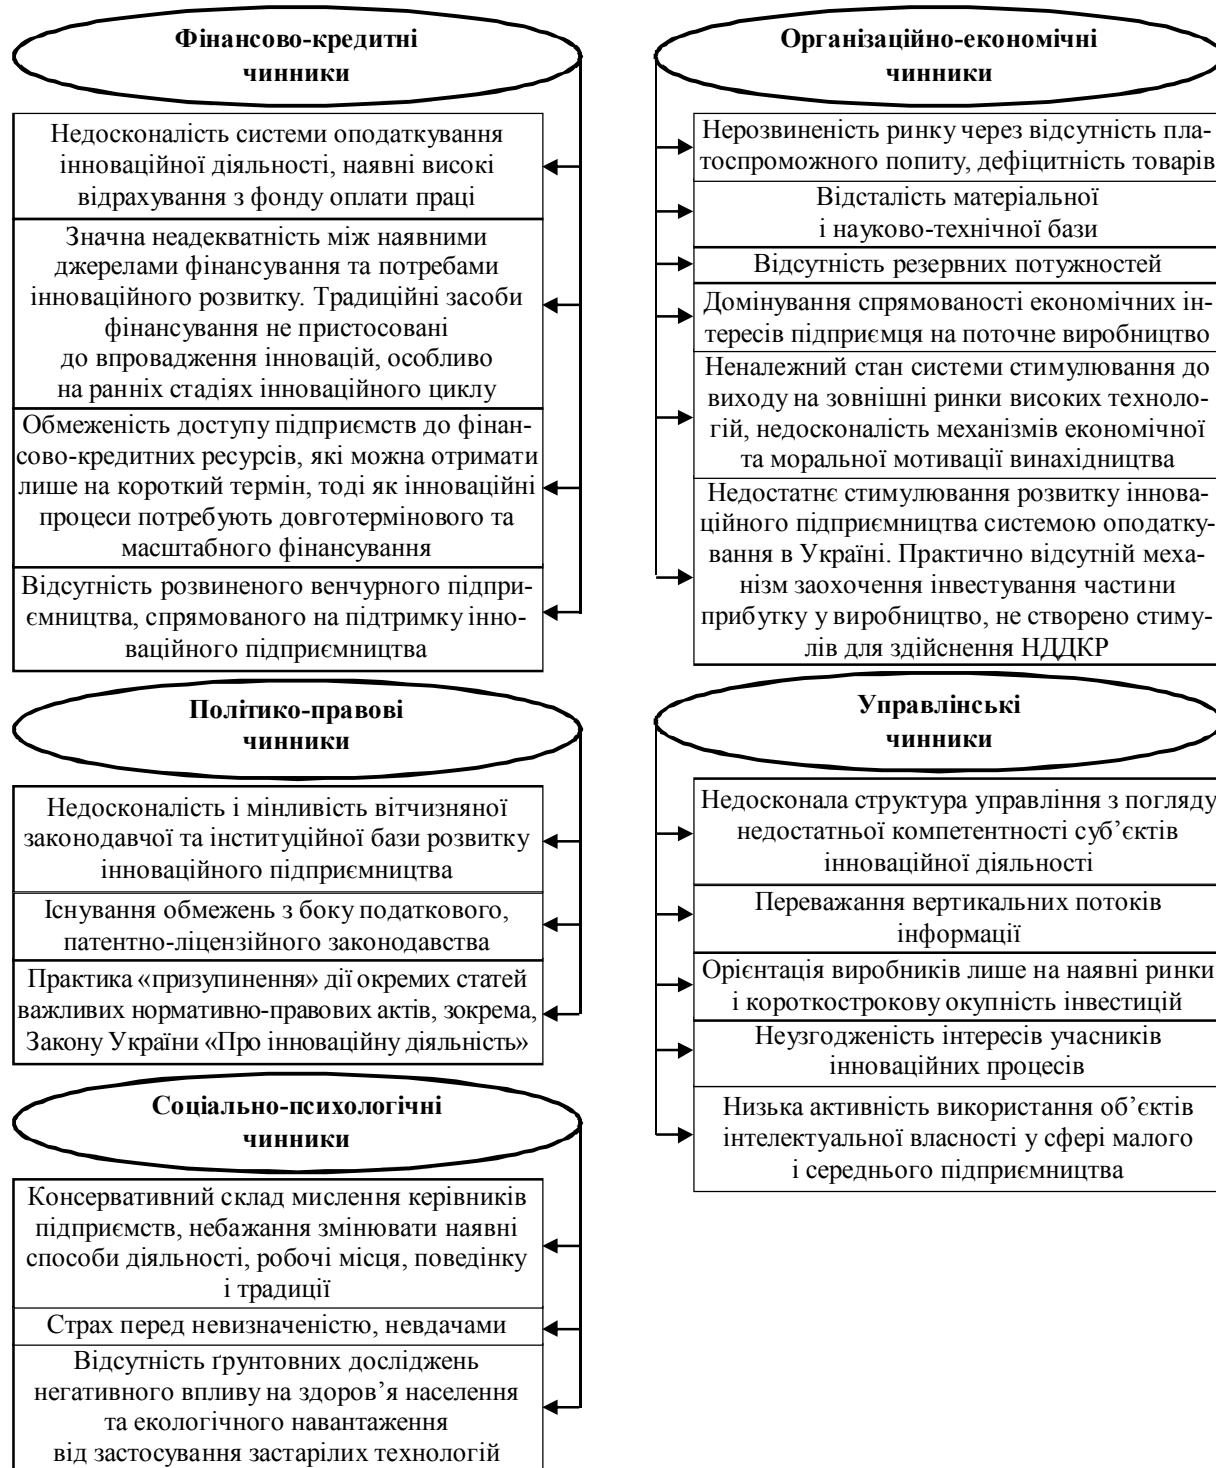 Фінансово-кредитні
чинники
Недосконалість системи оподаткування
інноваційної діяльності, наявні високі
відрахування з фонду оплати праці
Значна неадекватність між наявними
джерелами фінансування та потребами
інноваційного розвитку. Традиційні засоби
фінансування не пристосовані
до впровадження інновацій, особливо
на ранніх стадіях інноваційного циклу
Обмеженість доступу підприємств до фінан-
сово-кредитних ресурсів, які можна отримати
лише на короткий термін, тоді як інноваційні
процеси потребують довготермінового та
масштабного фінансування
Відсутність розвиненого венчурного підпри-
ємництва, спрямованого на підтримку інно-
ваційного підприємництва
Організаційно-економічні
чинники
Нерозвиненість ринку через відсутність пла-
тоспроможного попиту, дефіцитність товарів
Відсталість матеріальної
і науково-технічної бази
Відсутність резервних потужностей
Домінування спрямованості економічних ін-
тересів підприємця на поточне виробництво
Неналежний стан системи стимулювання до
виходу на зовнішні ринки високих техноло-
гій, недосконалість механізмів економічної
та моральної мотивації винахідництва
Недостатнє стимулювання розвитку іннова-
ційного підприємництва системою оподатку-
вання в Україні. Практично відсутній меха-
нізм заохочення інвестування частини
прибутку у виробництво, не створено стиму-
лів для здійснення НДДКР
Політико-правові
чинники
Недосконалість і мінливість вітчизняної
законодавчої та інституційної бази розвитку
інноваційного підприємництва
Існування обмежень з боку податкового,
патентно-ліцензійного законодавства
Практика «призупинення» дії окремих статей
важливих нормативно-правових актів, зокрема,
Закону України «Про інноваційну діяльність»
Управлінські
чинники
Недосконала структура управління з погляду
недостатньої компетентності суб’єктів
інноваційної діяльності
Переважання вертикальних потоків
інформації
Орієнтація виробників лише на наявні ринки
і короткострокову окупність інвестицій
Неузгодженість інтересів учасників
інноваційних процесів
Низька активність використання об’єктів
інтелектуальної власності у сфері малого
і середнього підприємництва
Соціально-психологічні
чинники
Консервативний склад мислення керівників
підприємств, небажання змінювати наявні
способи діяльності, робочі місця, поведінку
і традиції
Страх перед невизначеністю, невдачами
Відсутність ґрунтовних досліджень
негативного впливу на здоров’я населення
та екологічного навантаження
від застосування застарілих технологій